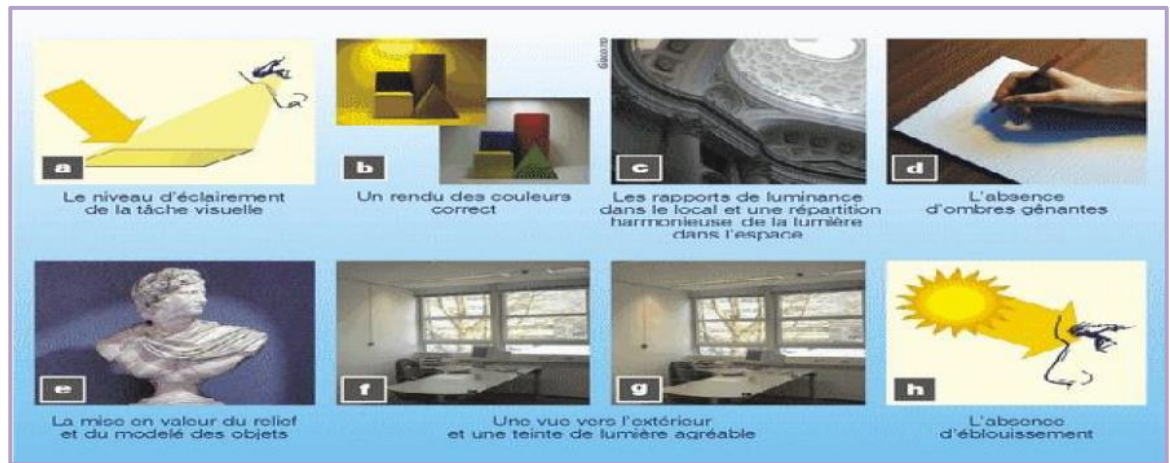 a
Le niveau d'éclairement
de la tâche visuelle
b
Un rendu des couleurs
correct
c
Les rapports de luminance
dans le local et une répartition
harmonieuse de la lumière
dans l'espace
d
L'absence
d'ombres gênantes
e
La mise en valeur du relief
et du modelé des objets
f
g
Une vue vers l'extérieur
et une teinte de lumière agréable
h
L'absence
d'éblouissement